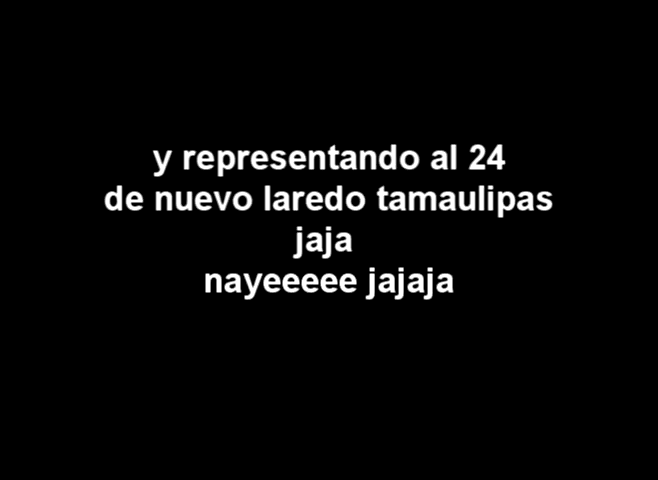 y representando al 24
de nuevo laredo tamaulipas
jaja
nayeeeee jajaja